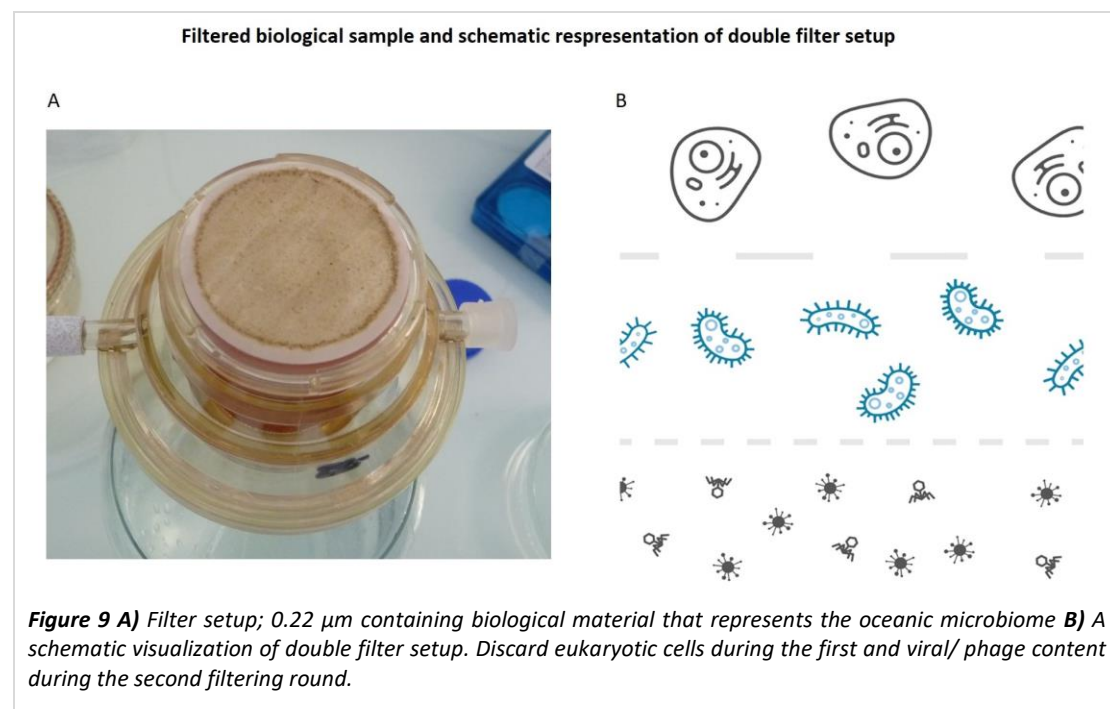 Filtered biological sample and schematic respresentation of double filter setup
A
B
Figure 9 A) Filter setup; 0.22 µm containing biological material that represents the oceanic microbiome B) A
schematic visualization of double filter setup. Discard eukaryotic cells during the first and viral/ phage content
during the second filtering round.